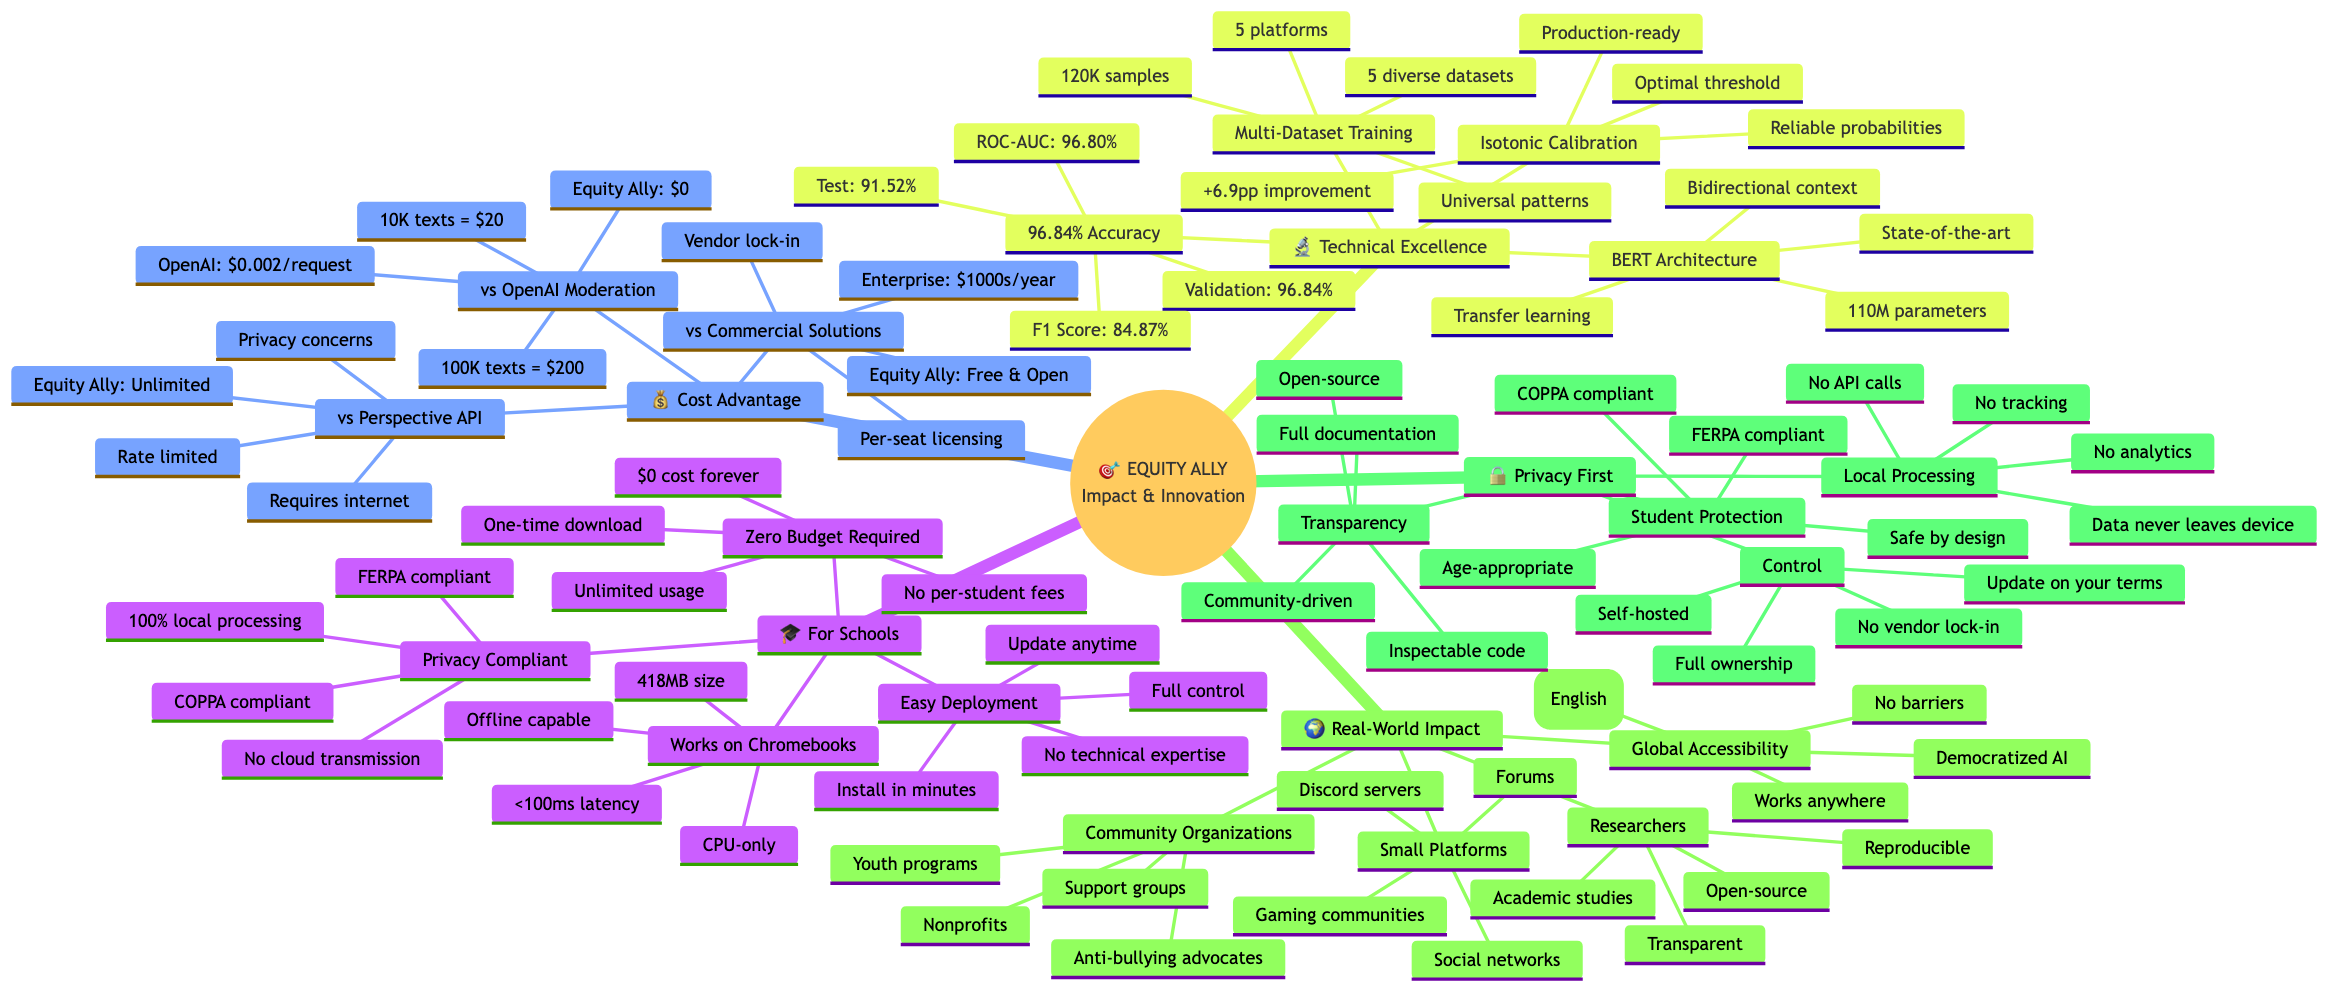 🎯 EQUITY ALLY
Impact & Innovation
🔬 Technical Excellence
96.84% Accuracy
Test: 91.52%
ROC-AUC: 96.80%
Validation: 96.84%
F1 Score: 84.87%
Multi-Dataset Training
120K samples
5 platforms
5 diverse datasets
Universal patterns
Isotonic Calibration
Production-ready
Optimal threshold
Reliable probabilities
+6.9pp improvement
BERT Architecture
Bidirectional context
State-of-the-art
110M parameters
Transfer learning
💰 Cost Advantage
vs OpenAI Moderation
Equity Ally: $0
10K texts = $20
OpenAI: $0.002/request
100K texts = $200
vs Commercial Solutions
Vendor lock-in
Enterprise: $1000s/year
Equity Ally: Free & Open
Per-seat licensing
vs Perspective API
Privacy concerns
Equity Ally: Unlimited
Rate limited
Requires internet
🔒 Privacy First
Transparency
Open-source
Full documentation
Community-driven
Inspectable code
Local Processing
No API calls
No tracking
No analytics
Data never leaves device
Student Protection
COPPA compliant
FERPA compliant
Safe by design
Age-appropriate
Control
Update on your terms
Self-hosted
No vendor lock-in
Full ownership
🎓 For Schools
Zero Budget Required
$0 cost forever
One-time download
Unlimited usage
No per-student fees
Privacy Compliant
FERPA compliant
100% local processing
COPPA compliant
No cloud transmission
Works on Chromebooks
418MB size
Offline capable
<100ms latency
CPU-only
Easy Deployment
Update anytime
Full control
No technical expertise
Install in minutes
🌍 Real-World Impact
Global Accessibility
English
No barriers
Democratized AI
Works anywhere
Community Organizations
Youth programs
Support groups
Nonprofits
Anti-bullying advocates
Small Platforms
Discord servers
Forums
Gaming communities
Social networks
Researchers
Reproducible
Open-source
Academic studies
Transparent